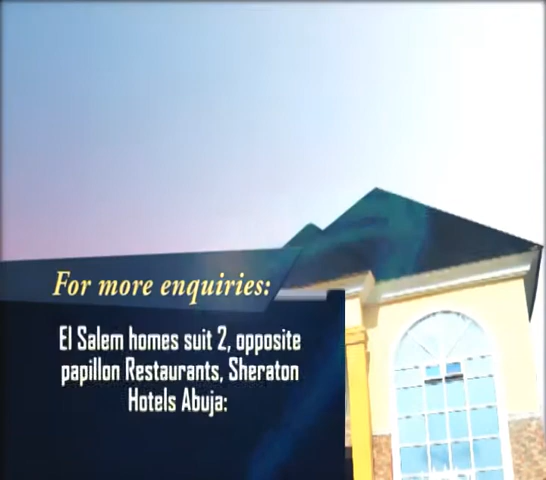 For more enquiries:
El Salem homes suit 2, opposite
papillon Restaurants, Sheraton
Hotels Abuja: